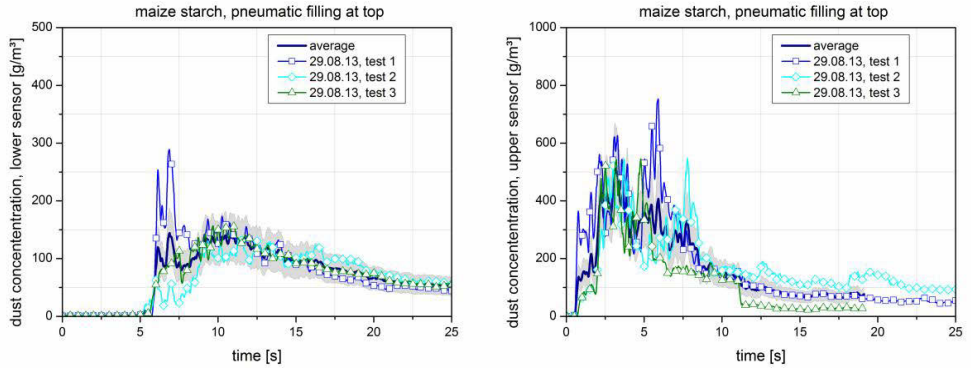 maize starch, pneumatic filling at top
500
400
300
200
100
0
0 5 10 15 20 25
dust concentration, lower sensor [g/m³]
time [s]
average
29.08.13, test 1
29.08.13, test 2
29.08.13, test 3
maize starch, pneumatic filling at top
1000
800
600
400
200
0
0 5 10 15 20 25
dust concentration, upper sensor [g/m³]
time [s]
average
29.08.13, test 1
29.08.13, test 2
29.08.13, test 3